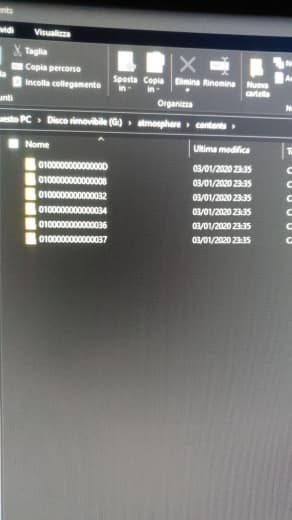 Visualizza
Taglia
Copia percorso
Incolla collegamento
Sposta in
Copia in
Elimina
Rinomina
Nuova cartella
Organizza
Disco rimovibile (G:) › atmosphere › contents ›
Nome Ultima modifica
010000000000000D 03/01/2020 23:35
0100000000000008 03/01/2020 23:35
0100000000000032 03/01/2020 23:35
0100000000000034 03/01/2020 23:35
0100000000000036 03/01/2020 23:35
0100000000000037 03/01/2020 23:35